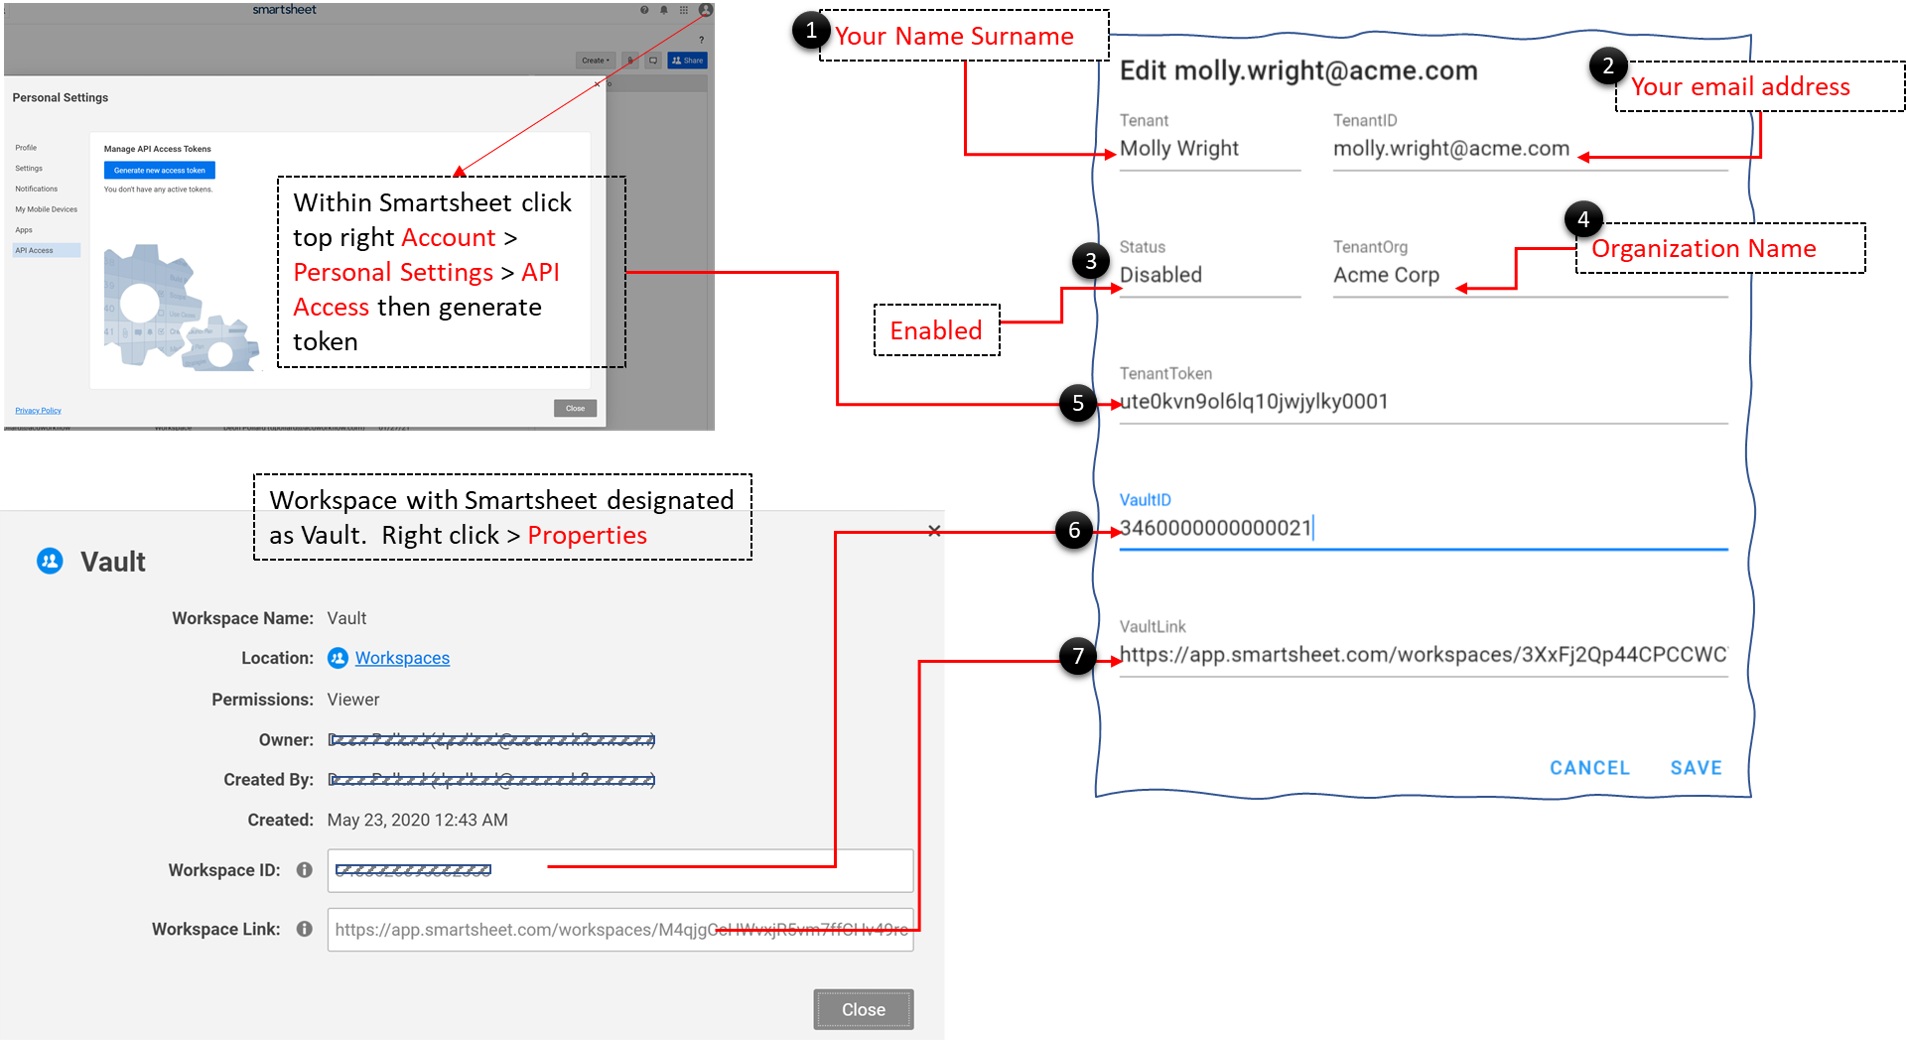 smartsheet
?
Create
Share
Personal Settings
Profile
Settings
Notifications
My Mobile Devices
Apps
API Access
Manage API Access Tokens
Generate new access token
You don't have any active tokens.
Privacy Policy
Close
Workspace
01/27/21
Within Smartsheet click
top right Account >
Personal Settings > API
Access then generate
token
1
Your Name Surname
2
Your email address
Edit molly.wright@acme.com
Tenant
Molly Wright
TenantID
molly.wright@acme.com
3
Status
Disabled
Enabled
4
Organization Name
TenantOrg
Acme Corp
5
TenantToken
ute0kvn9ol6lq10jwjylky0001
6
VaultID
3460000000000021
7
VaultLink
https://app.smartsheet.com/workspaces/3XxFj2Qp44CPCCWC
CANCEL SAVE
Workspace with Smartsheet designated
as Vault. Right click > Properties
Vault
Workspace Name: Vault
Location: Workspaces
Permissions: Viewer
Owner:
Created By:
Created: May 23, 2020 12:43 AM
Workspace ID:
Workspace Link: https://app.smartsheet.com/workspaces/M4qjgCcHWvxjR5vm7ffCHv49rc
Close